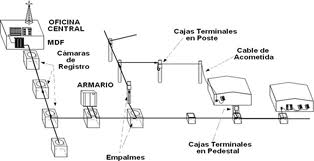 OFICINA
CENTRAL
MDF
Cámaras
de
Registro
ARMARIO
Empalmes
Cajas Terminales
en Poste
Cable de
Acometida
Cajas Terminales
en Pedestal